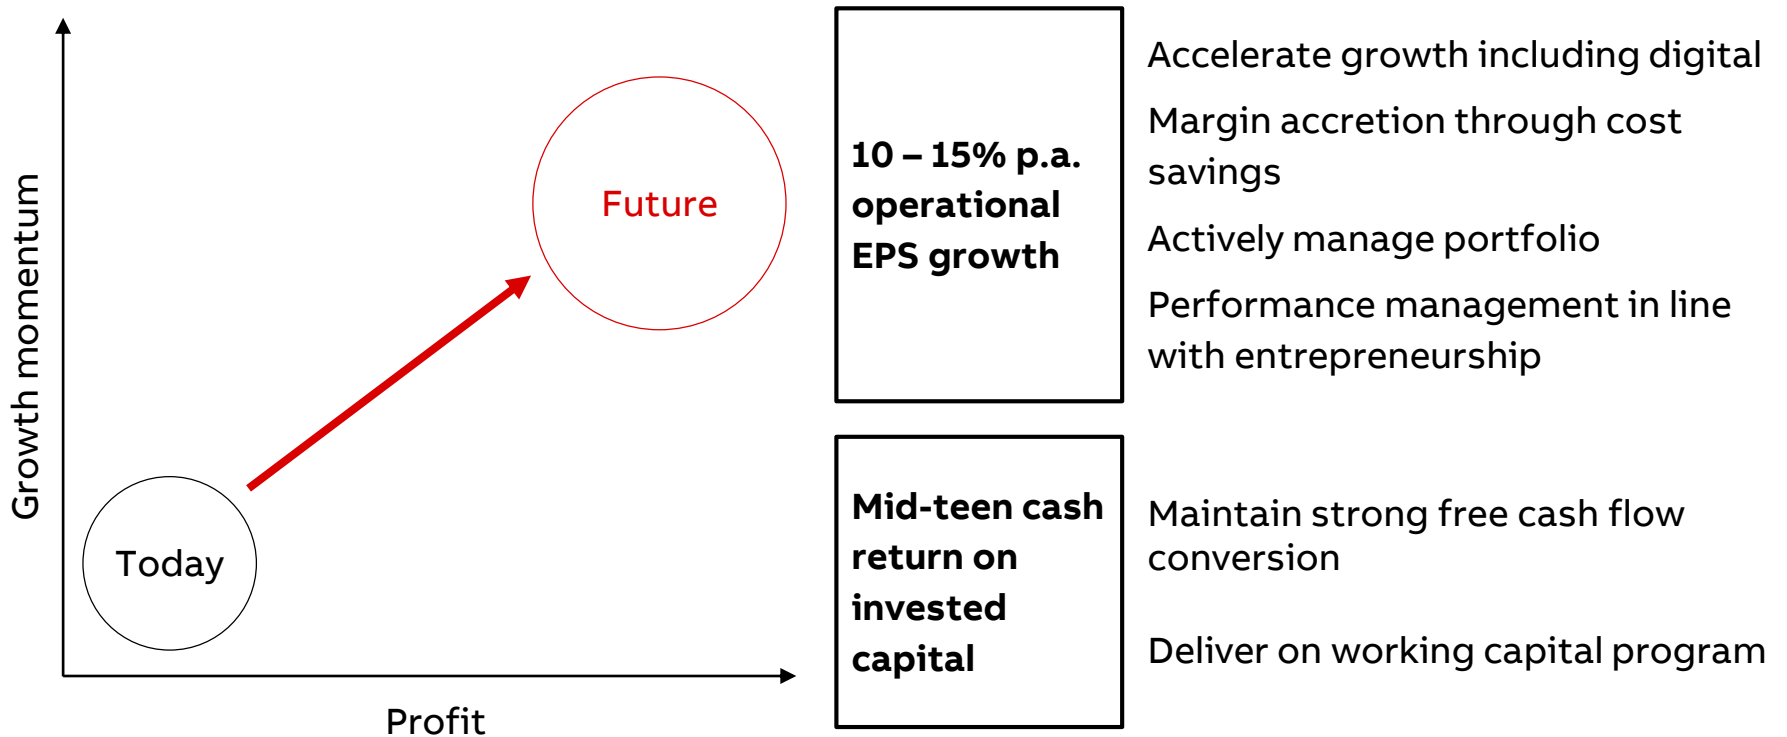 Growth momentum
Today
Future
Profit
10 – 15% p.a.
operational
EPS growth
Accelerate growth including digital
Margin accretion through cost
savings
Actively manage portfolio
Performance management in line
with entrepreneurship
Mid-teen cash
return on
invested
capital
Maintain strong free cash flow
conversion
Deliver on working capital program